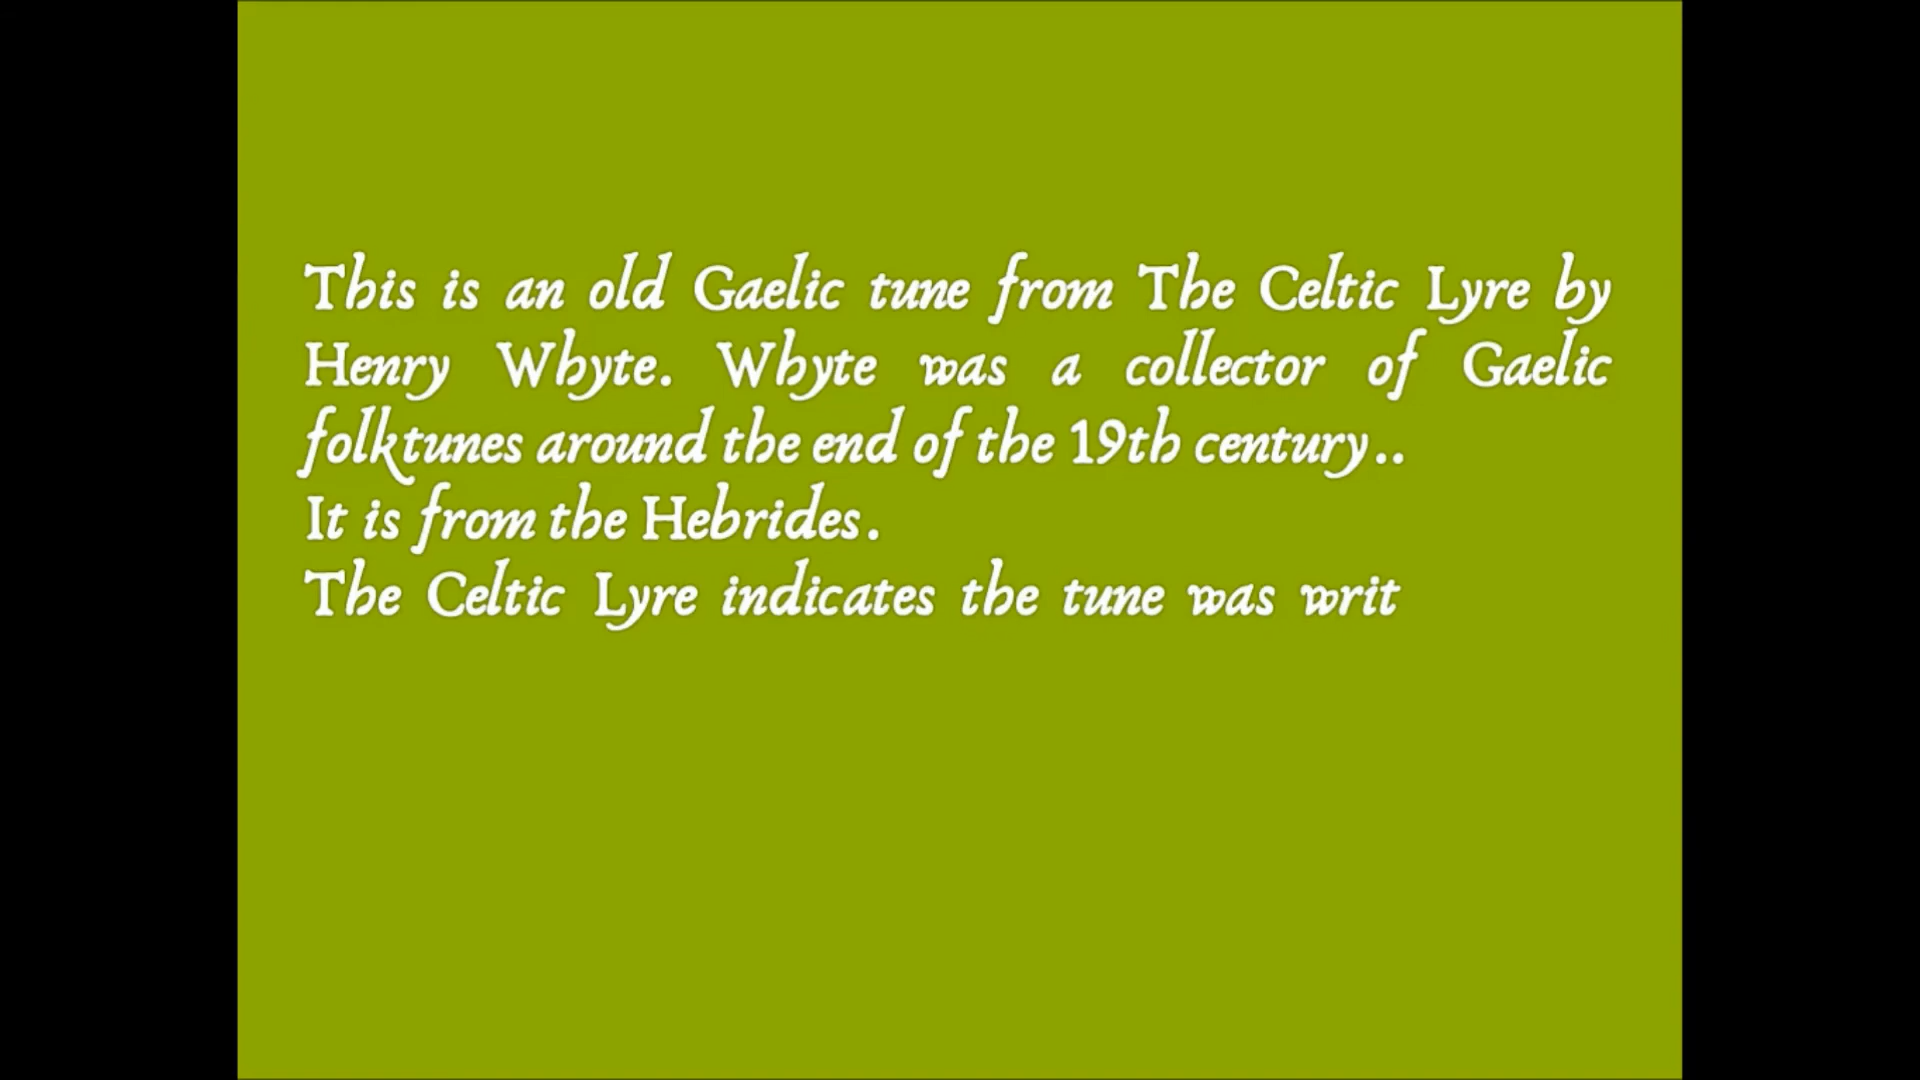 This is an old Gaelic tune from The Celtic Lyre by
Henry Whyte. Whyte was a collector of Gaelic
folktunes around the end of the 19th century..
It is from the Hebrides.
The Celtic Lyre indicates the tune was writ